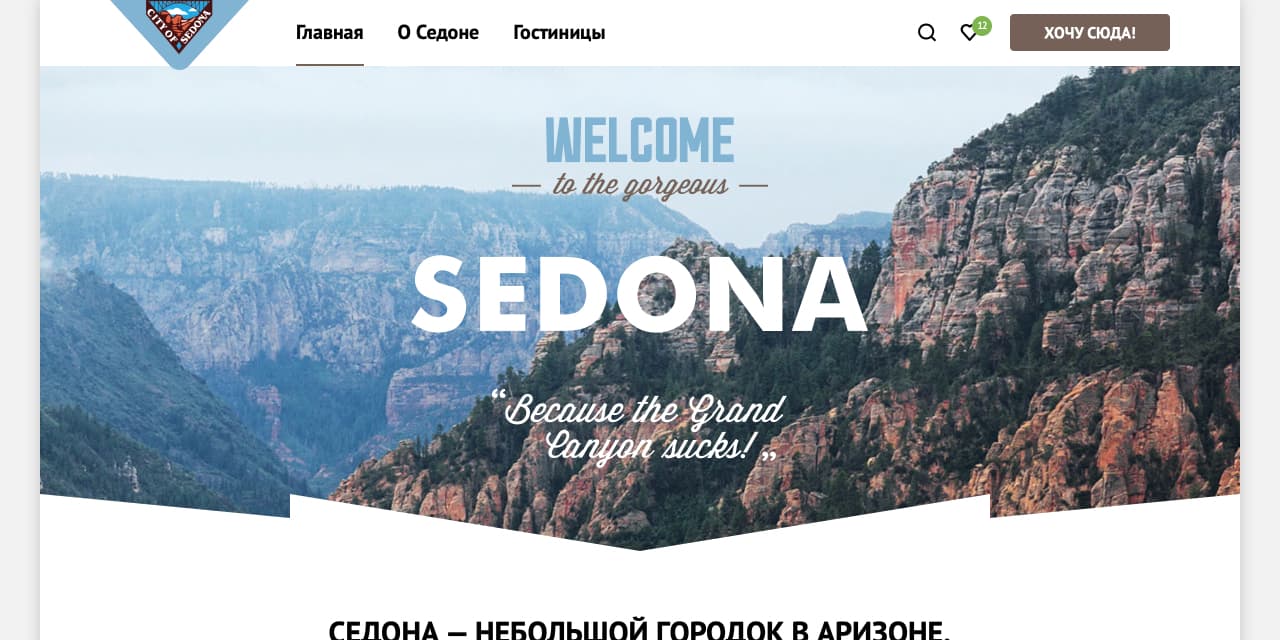 CITY OF SEDONA
Главная О Седоне Гостиницы 12 ХОЧУ СЮДА!
WELCOME
to the gorgeous
SEDONA
“Because the Grand
Canyon sucks! „
СЕДОНА — НЕБОЛЬШОЙ ГОРОДОК В АРИЗОНЕ,